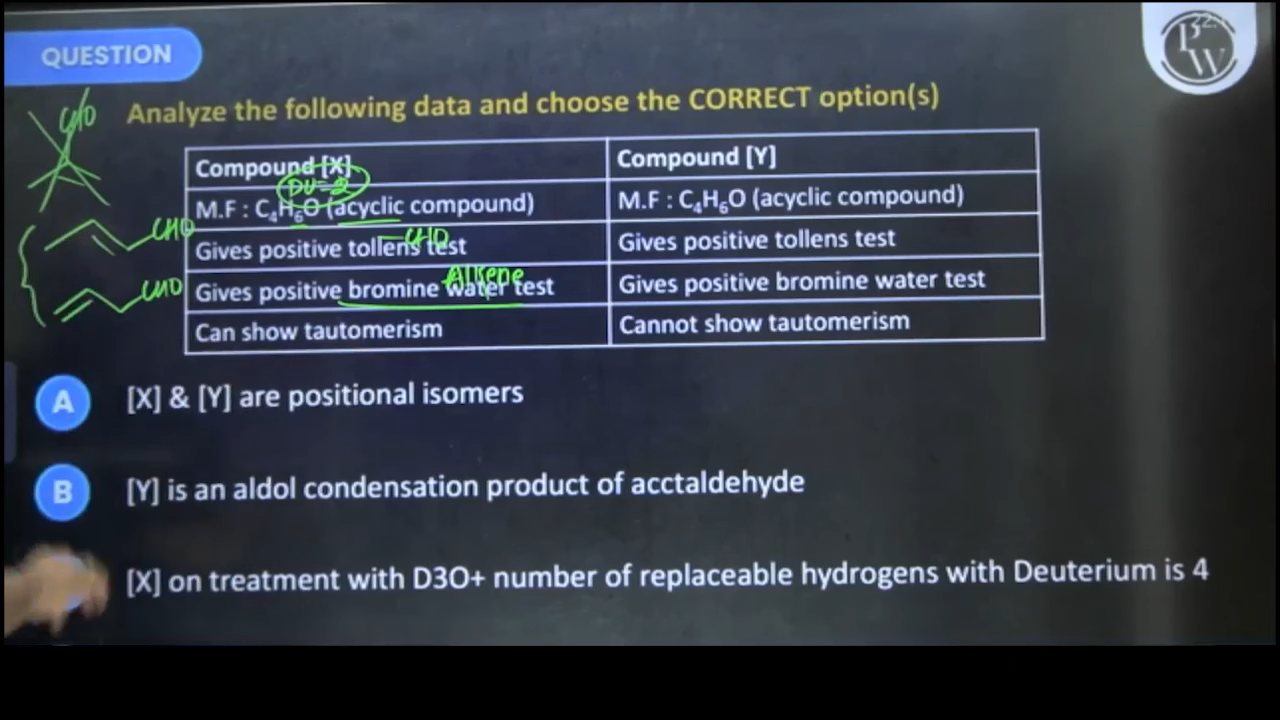 QUESTION
P
W
Analyze the following data and choose the CORRECT option(s)
CHO
Compound [X]
Compound [Y]
DU=2
M.F : C₄H₆O (acyclic compound)
M.F : C₄H₆O (acyclic compound)
CHO
–CHO
Gives positive tollens test
Gives positive tollens test
Alkene
CHO
Gives positive bromine water test
Gives positive bromine water test
Can show tautomerism
Cannot show tautomerism
A [X] & [Y] are positional isomers
B [Y] is an aldol condensation product of acctaldehyde
[X] on treatment with D3O+ number of replaceable hydrogens with Deuterium is 4